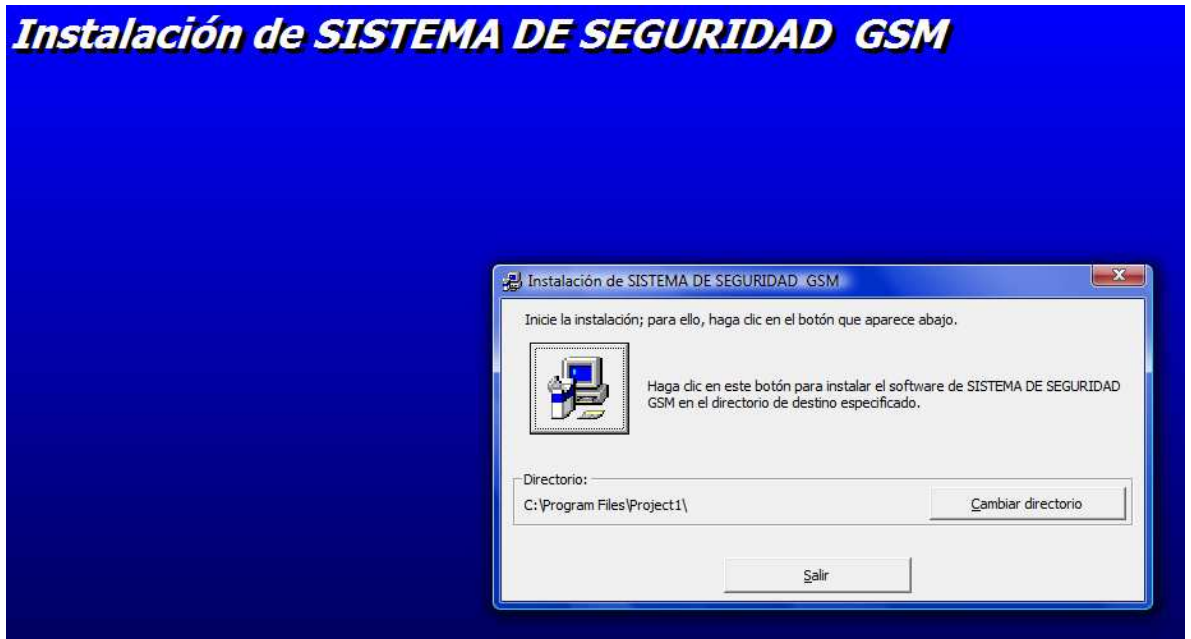 Instalación de SISTEMA DE SEGURIDAD  GSM
Instalación de SISTEMA DE SEGURIDAD  GSM
Inicie la instalación; para ello, haga clic en el botón que aparece abajo.
Haga clic en este botón para instalar el software de SISTEMA DE SEGURIDAD
GSM en el directorio de destino especificado.
Directorio:
C:\Program Files\Project1\
Cambiar directorio
Salir